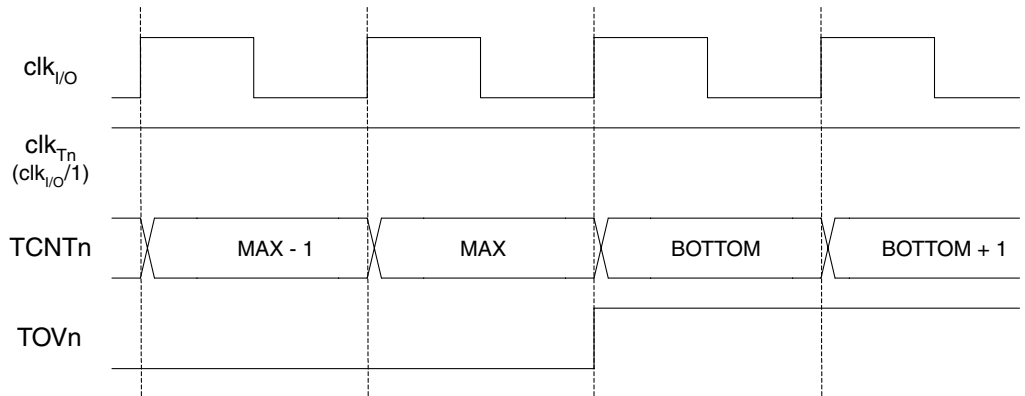 clkI/O
clkTn
(clkI/O/1)
TCNTn MAX - 1 MAX BOTTOM BOTTOM + 1
TOVn